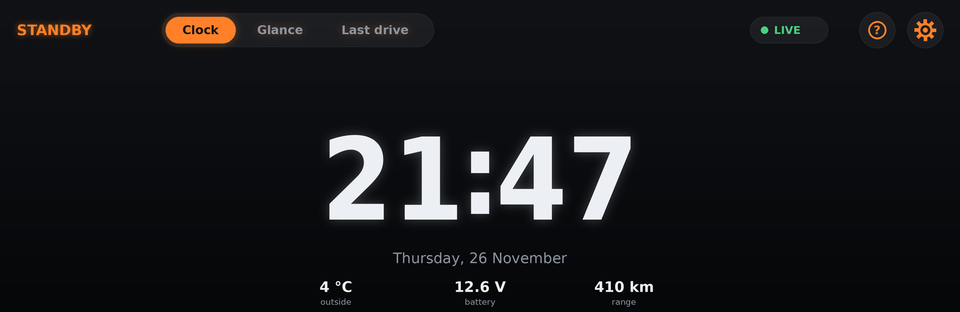 STANDBY
Clock Glance Last drive
LIVE
?
21:47
Thursday, 26 November
4 °C 12.6 V 410 km
outside battery range